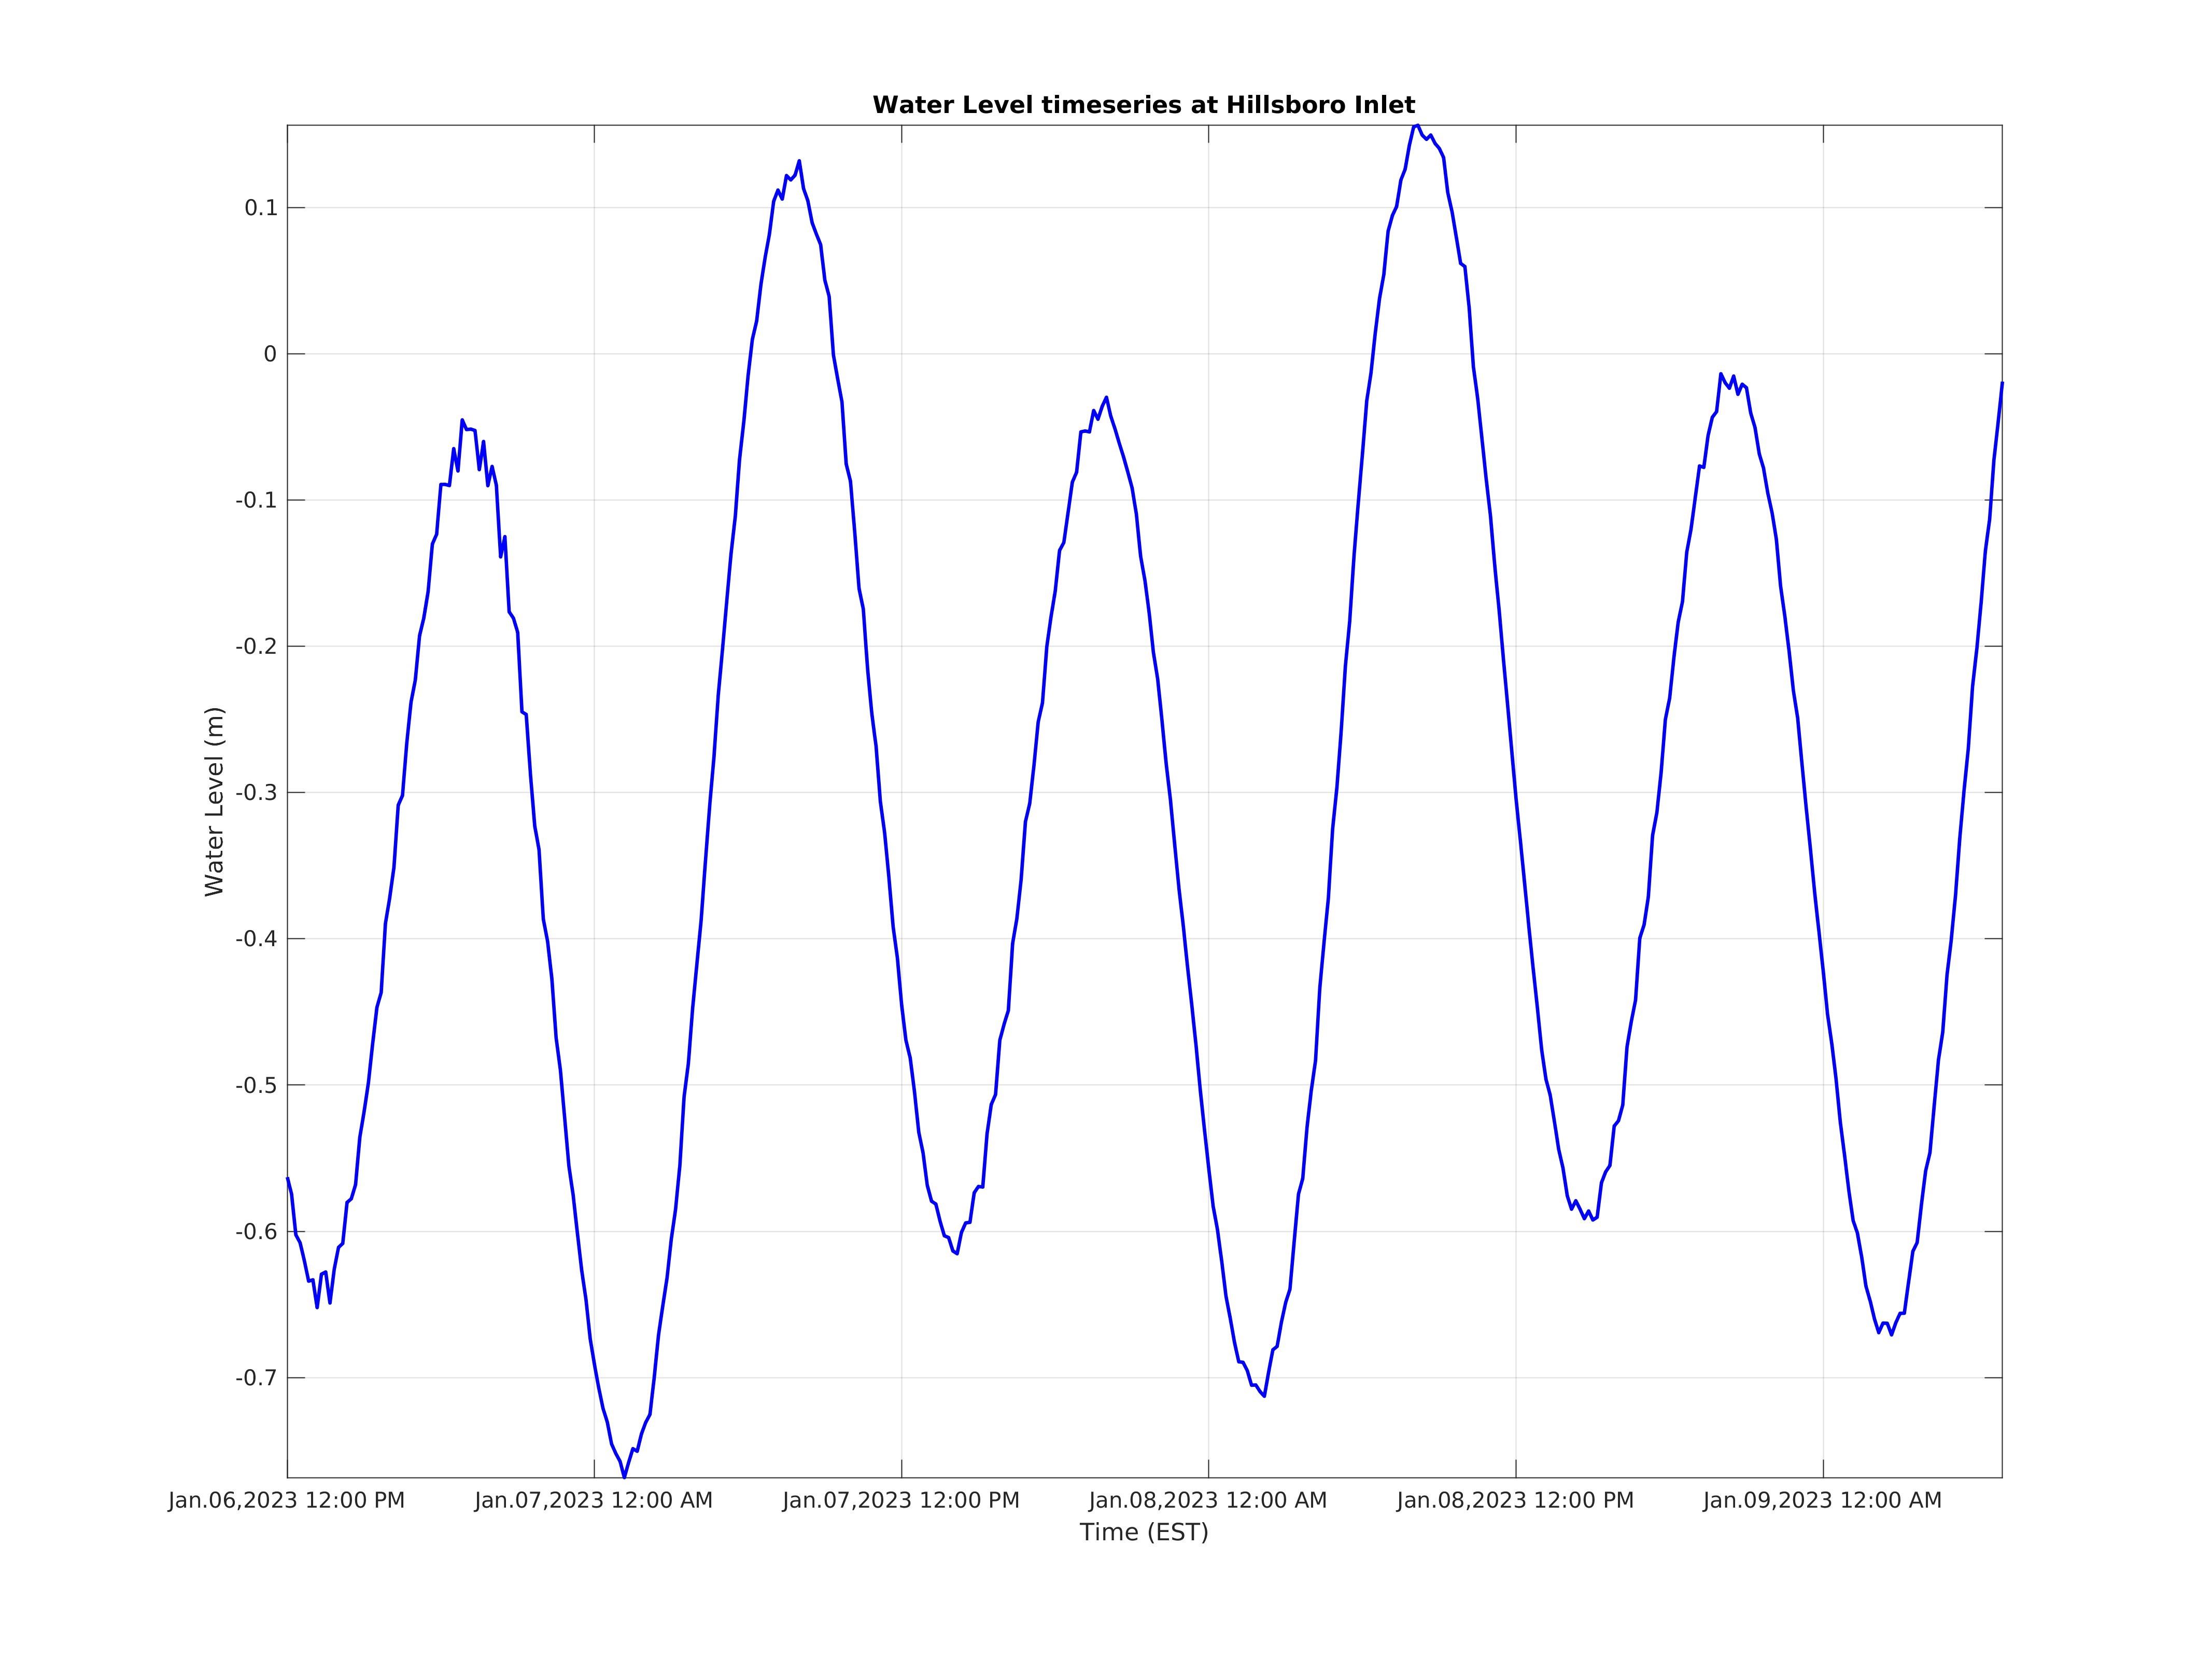 Water Level timeseries at Hillsboro Inlet
0.1
0
-0.1
-0.2
-0.3
-0.4
-0.5
-0.6
-0.7
Water Level (m)
Jan.06,2023 12:00 PM
Jan.07,2023 12:00 AM
Jan.07,2023 12:00 PM
Jan.08,2023 12:00 AM
Jan.08,2023 12:00 PM
Jan.09,2023 12:00 AM
Time (EST)